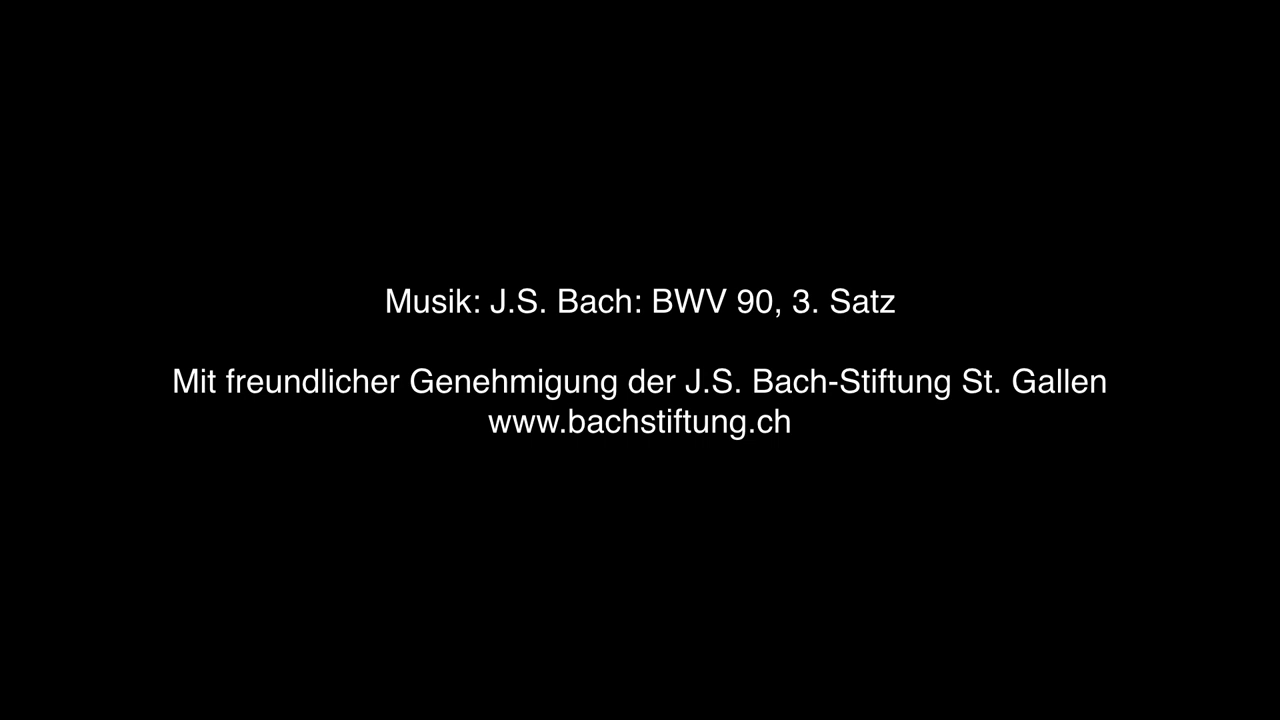 Musik: J.S. Bach: BWV 90, 3. Satz
Mit freundlicher Genehmigung der J.S. Bach-Stiftung St. Gallen
www.bachstiftung.ch